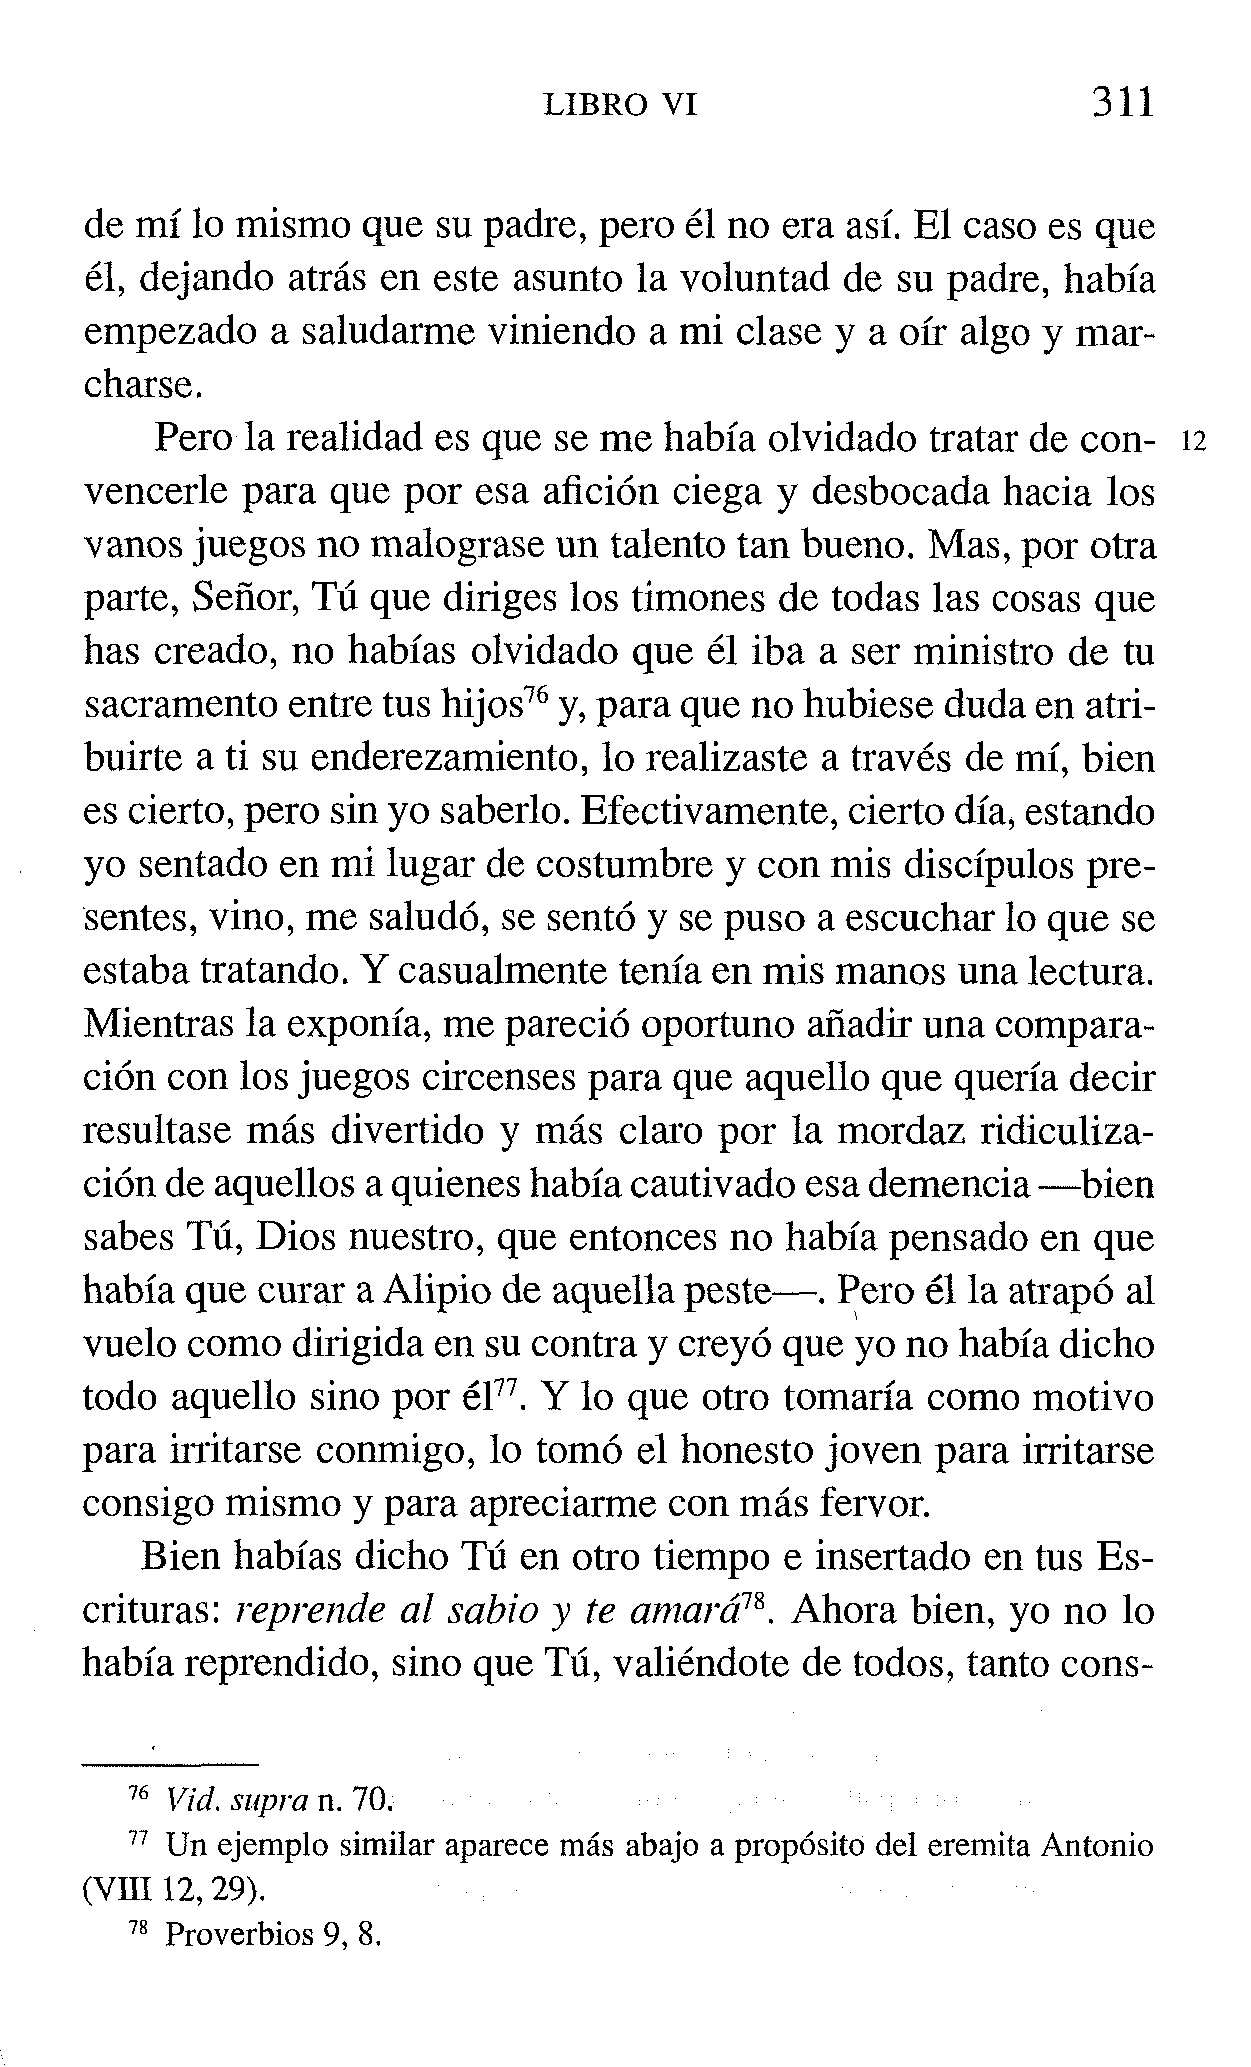 LIBRO VI 311
de mí lo mismo que su padre, pero él no era así. El caso es que
él, dejando atrás en este asunto la voluntad de su padre, había
empezado a saludarme viniendo a mi clase y a oír algo y mar-
charse.
Pero la realidad es que se me había olvidado tratar de con- 12
vencerle para que por esa afición ciega y desbocada hacia los
vanos juegos no malograse un talento tan bueno. Mas, por otra
parte, Señor, Tú que diriges los timones de todas las cosas que
has creado, no habías olvidado que él iba a ser ministro de tu
sacramento entre tus hijos⁷⁶ y, para que no hubiese duda en atri-
buirte a ti su enderezamiento, lo realizaste a través de mí, bien
es cierto, pero sin yo saberlo. Efectivamente, cierto día, estando
yo sentado en mi lugar de costumbre y con mis discípulos pre-
sentes, vino, me saludó, se sentó y se puso a escuchar lo que se
estaba tratando. Y casualmente tenía en mis manos una lectura.
Mientras la exponía, me pareció oportuno añadir una compara-
ción con los juegos circenses para que aquello que quería decir
resultase más divertido y más claro por la mordaz ridiculiza-
ción de aquellos a quienes había cautivado esa demencia —bien
sabes Tú, Dios nuestro, que entonces no había pensado en que
había que curar a Alipio de aquella peste—. Pero él la atrapó al
vuelo como dirigida en su contra y creyó que yo no había dicho
todo aquello sino por él⁷⁷. Y lo que otro tomaría como motivo
para irritarse conmigo, lo tomó el honesto joven para irritarse
consigo mismo y para apreciarme con más fervor.
Bien habías dicho Tú en otro tiempo e insertado en tus Es-
crituras: reprende al sabio y te amará⁷⁸. Ahora bien, yo no lo
había reprendido, sino que Tú, valiéndote de todos, tanto cons-
⁷⁶ Vid. supra n. 70.
⁷⁷ Un ejemplo similar aparece más abajo a propósito del eremita Antonio
(VIII 12, 29).
⁷⁸ Proverbios 9, 8.